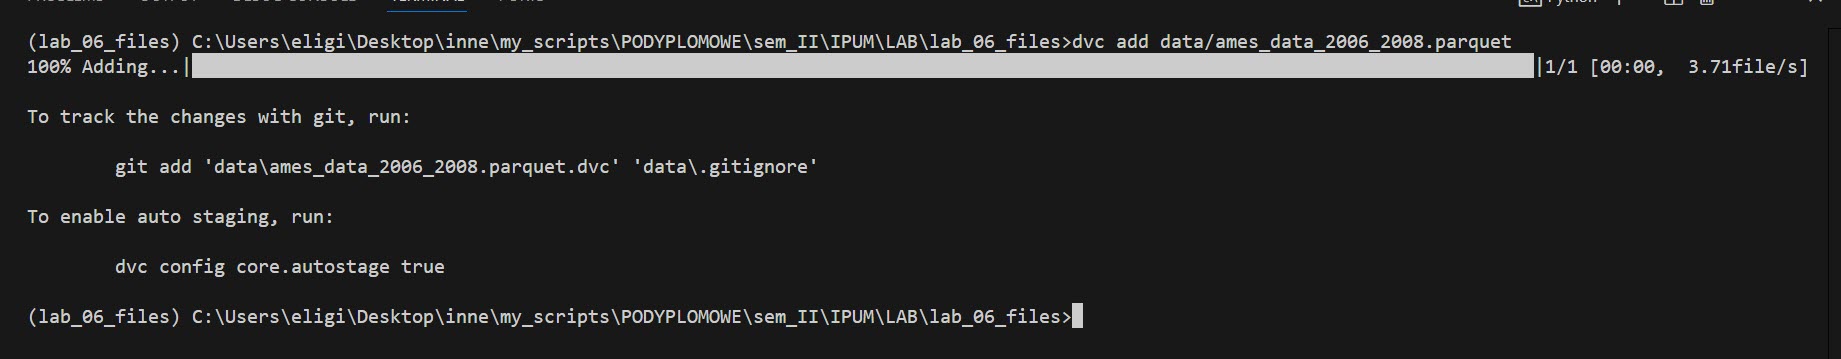 (lab_06_files) C:\Users\eligi\Desktop\inne\my_scripts\PODYPLOMOWE\sem_II\IPUM\LAB\lab_06_files>dvc add data/ames_data_2006_2008.parquet
100% Adding...| |1/1 [00:00,  3.71file/s]
To track the changes with git, run:
git add 'data\ames_data_2006_2008.parquet.dvc' 'data\.gitignore'
To enable auto staging, run:
dvc config core.autostage true
(lab_06_files) C:\Users\eligi\Desktop\inne\my_scripts\PODYPLOMOWE\sem_II\IPUM\LAB\lab_06_files>